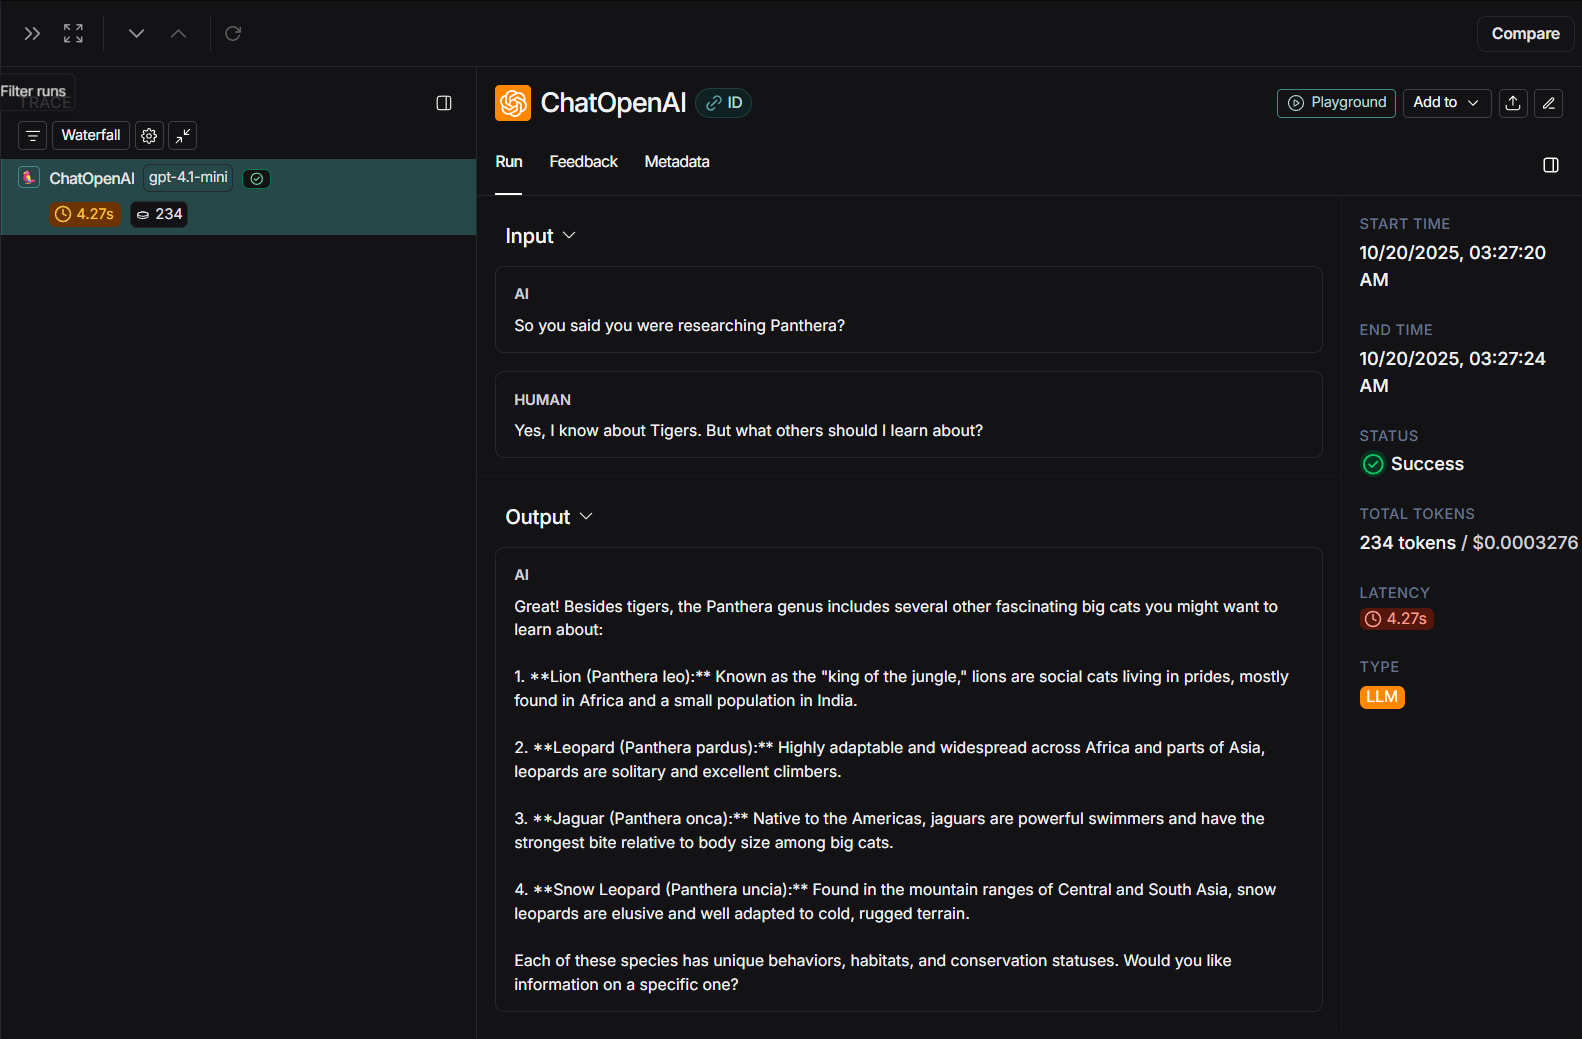 Compare
Filter runs
TRACE
Waterfall
ChatOpenAI gpt-4.1-mini
4.27s 234
ChatOpenAI ID
Playground Add to
Run Feedback Metadata
Input
AI
So you said you were researching Panthera?
HUMAN
Yes, I know about Tigers. But what others should I learn about?
Output
AI
Great! Besides tigers, the Panthera genus includes several other fascinating big cats you might want to
learn about:
1. **Lion (Panthera leo):** Known as the "king of the jungle," lions are social cats living in prides, mostly
found in Africa and a small population in India.
2. **Leopard (Panthera pardus):** Highly adaptable and widespread across Africa and parts of Asia,
leopards are solitary and excellent climbers.
3. **Jaguar (Panthera onca):** Native to the Americas, jaguars are powerful swimmers and have the
strongest bite relative to body size among big cats.
4. **Snow Leopard (Panthera uncia):** Found in the mountain ranges of Central and South Asia, snow
leopards are elusive and well adapted to cold, rugged terrain.
Each of these species has unique behaviors, habitats, and conservation statuses. Would you like
information on a specific one?
START TIME
10/20/2025, 03:27:20
AM
END TIME
10/20/2025, 03:27:24
AM
STATUS
Success
TOTAL TOKENS
234 tokens / $0.0003276
LATENCY
4.27s
TYPE
LLM